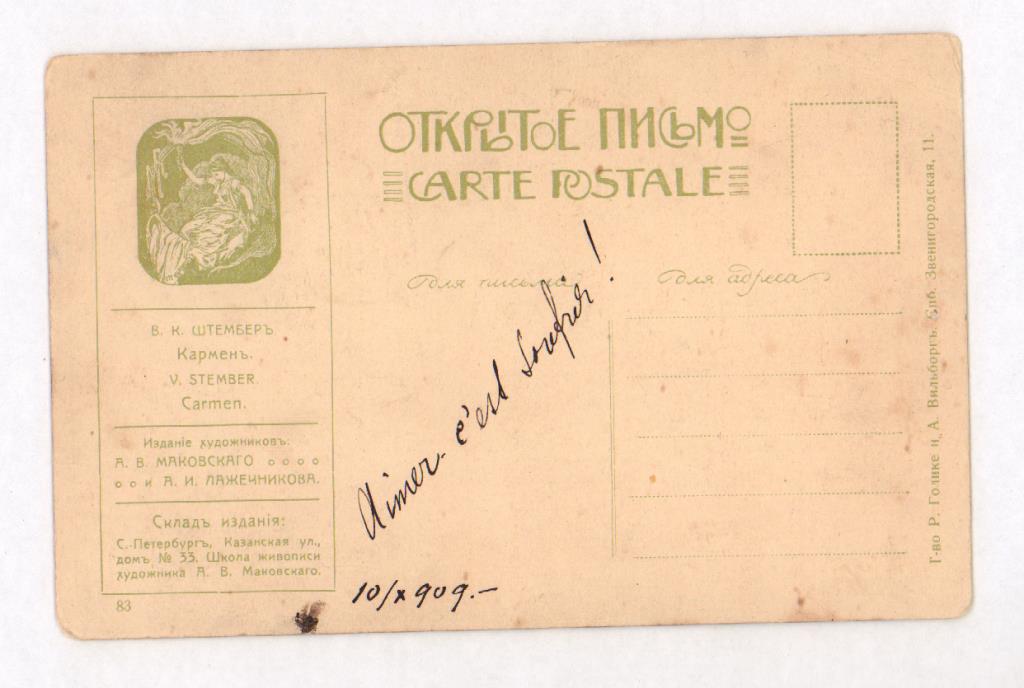 ОТКРЫТОЕ ПИСЬМО
CARTE POSTALE
Для письма
Для адреса
В. К. ШТЕМБЕРЪ
Карменъ.
V. STEMBER.
Carmen.
Изданіе художниковъ:
А. В. МАКОВСКАГО
и А. И. ЛАЖЕЧНИКОВА.
Складъ изданія:
С.-Петербургъ, Казанская ул.,
домъ № 33. Школа живописи
художника А. В. Маковскаго.
83
Aimer - c'est souffrir!
10/X 909.-
Т-во Р. Голике и А. Вильборгъ. Спб. Звенигородская, 11.